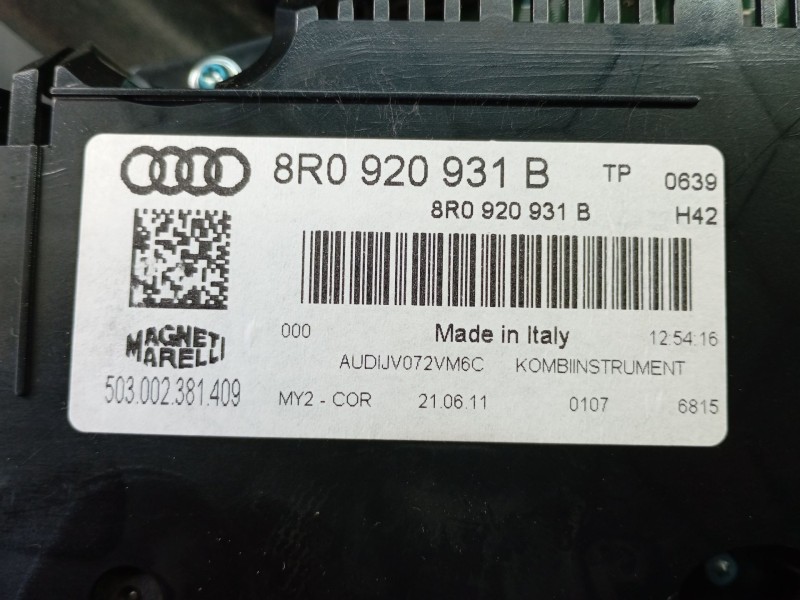 8R0 920 931 B TP 0639
8R0 920 931 B H42
000 Made in Italy 12:54:16
MAGNETI
MARELLI
AUDIJV072VM6C KOMBIINSTRUMENT
503.002.381.409 MY2 - COR 21.06.11 0107 6815